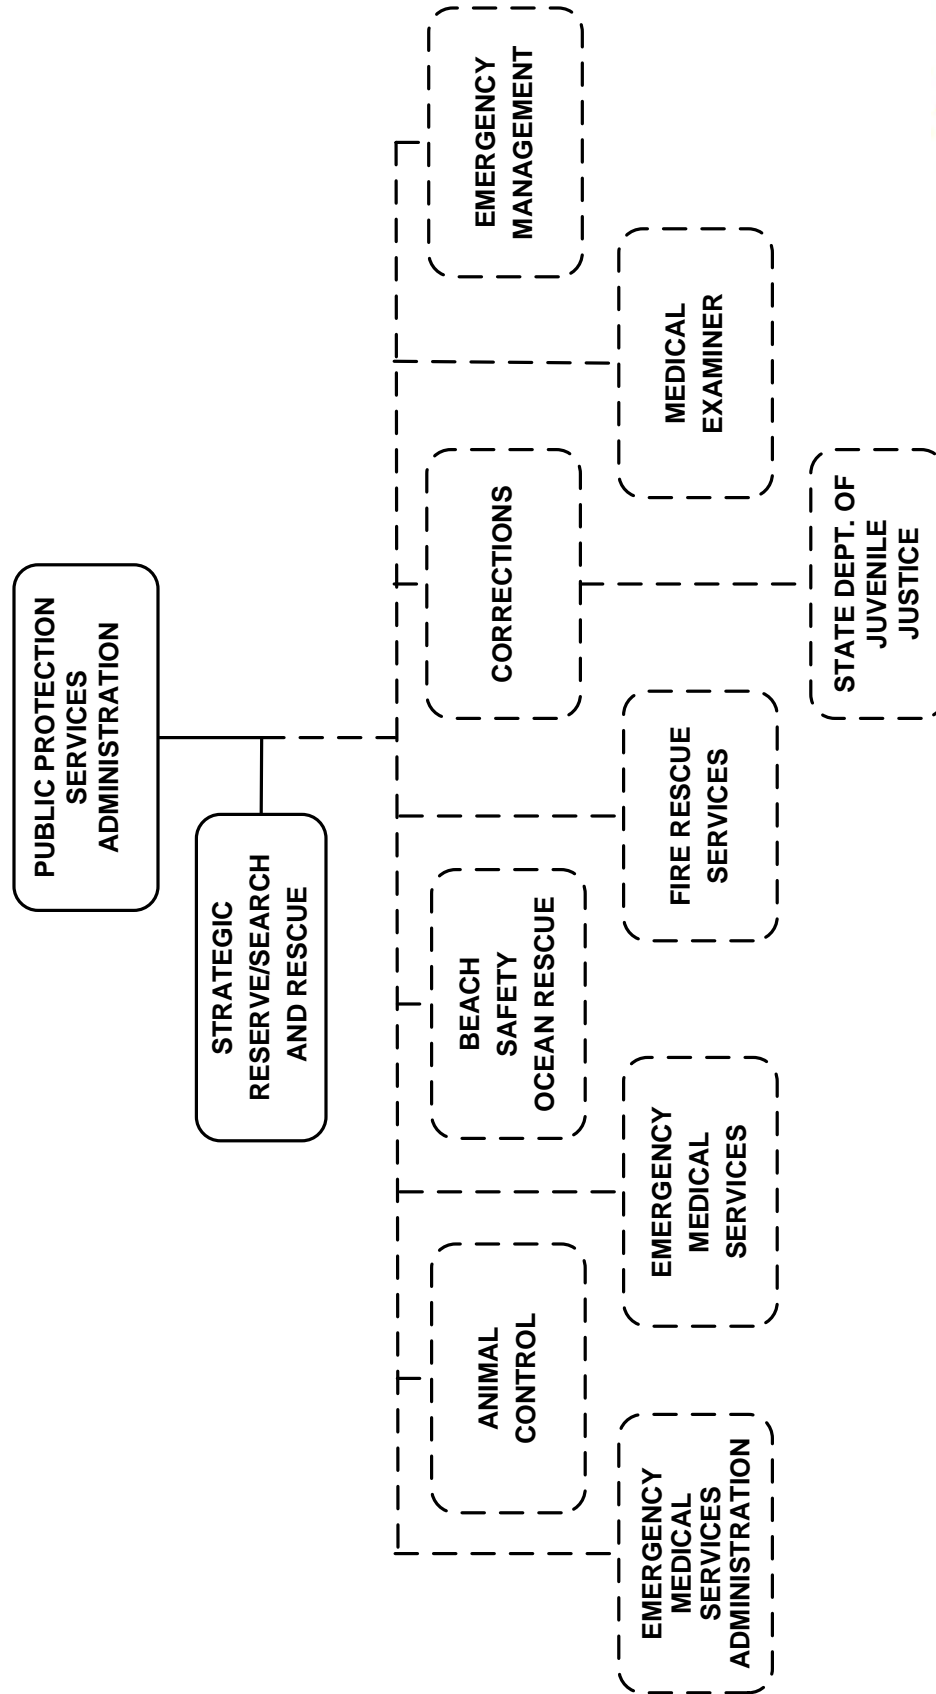 PUBLIC PROTECTION
SERVICES
ADMINISTRATION
STRATEGIC
RESERVE/SEARCH
AND RESCUE
ANIMAL
CONTROL
BEACH
SAFETY
OCEAN RESCUE
CORRECTIONS
EMERGENCY
MANAGEMENT
EMERGENCY
MEDICAL
SERVICES
ADMINISTRATION
EMERGENCY
MEDICAL
SERVICES
FIRE RESCUE
SERVICES
MEDICAL
EXAMINER
STATE DEPT. OF
JUVENILE
JUSTICE